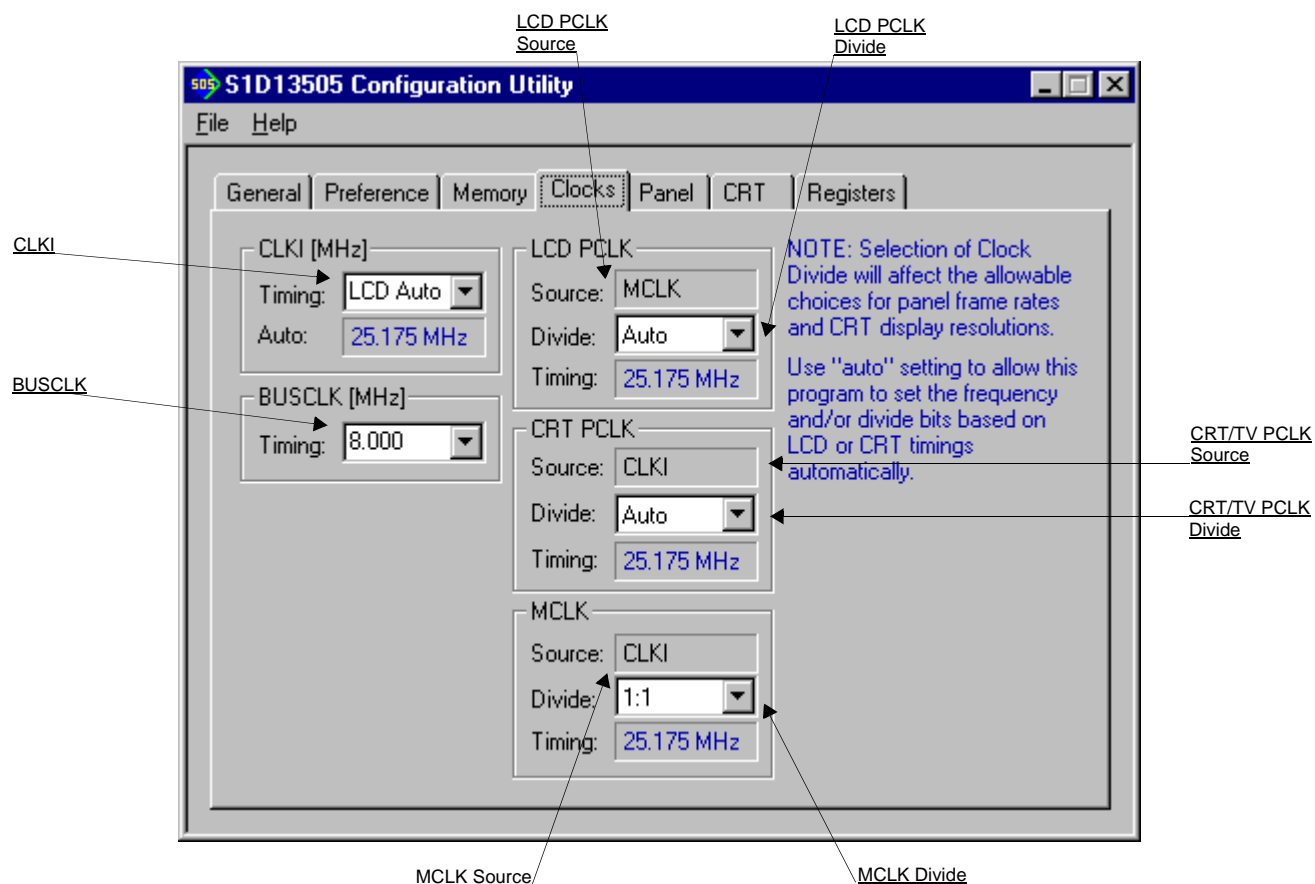 LCD PCLK
Source
LCD PCLK
Divide
505 S1D13505 Configuration Utility
File Help
General Preference Memory Clocks Panel CRT Registers
CLKI
CLKI [MHz]
Timing: LCD Auto
Auto: 25.175 MHz
BUSCLK
BUSCLK [MHz]
Timing: 8.000
LCD PCLK
Source: MCLK
Divide: Auto
Timing: 25.175 MHz
CRT PCLK
Source: CLKI
Divide: Auto
Timing: 25.175 MHz
MCLK
Source: CLKI
Divide: 1:1
Timing: 25.175 MHz
NOTE: Selection of Clock
Divide will affect the allowable
choices for panel frame rates
and CRT display resolutions.
Use "auto" setting to allow this
program to set the frequency
and/or divide bits based on
LCD or CRT timings
automatically.
CRT/TV PCLK
Source
CRT/TV PCLK
Divide
MCLK Source
MCLK Divide